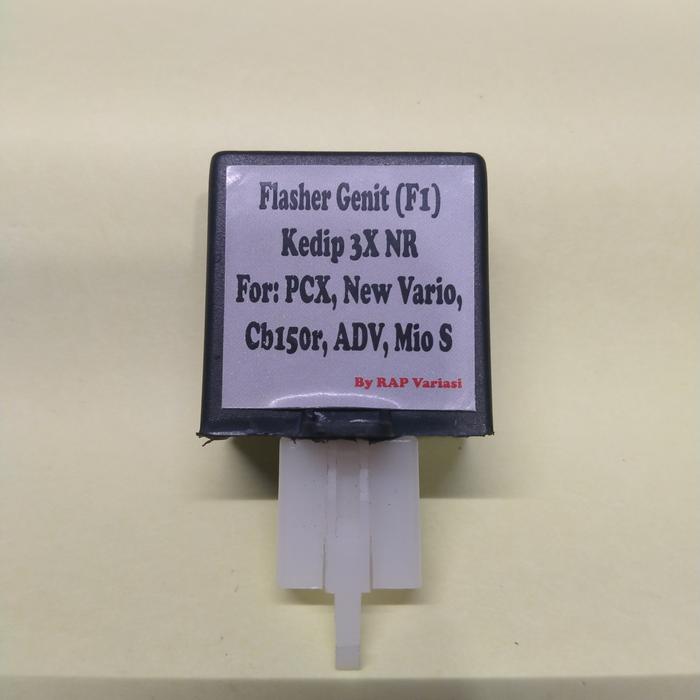 Flasher Genit (F1)
Kedip 3X NR
For: PCX, New Vario,
Cb150r, ADV, Mio S
By RAP Variasi